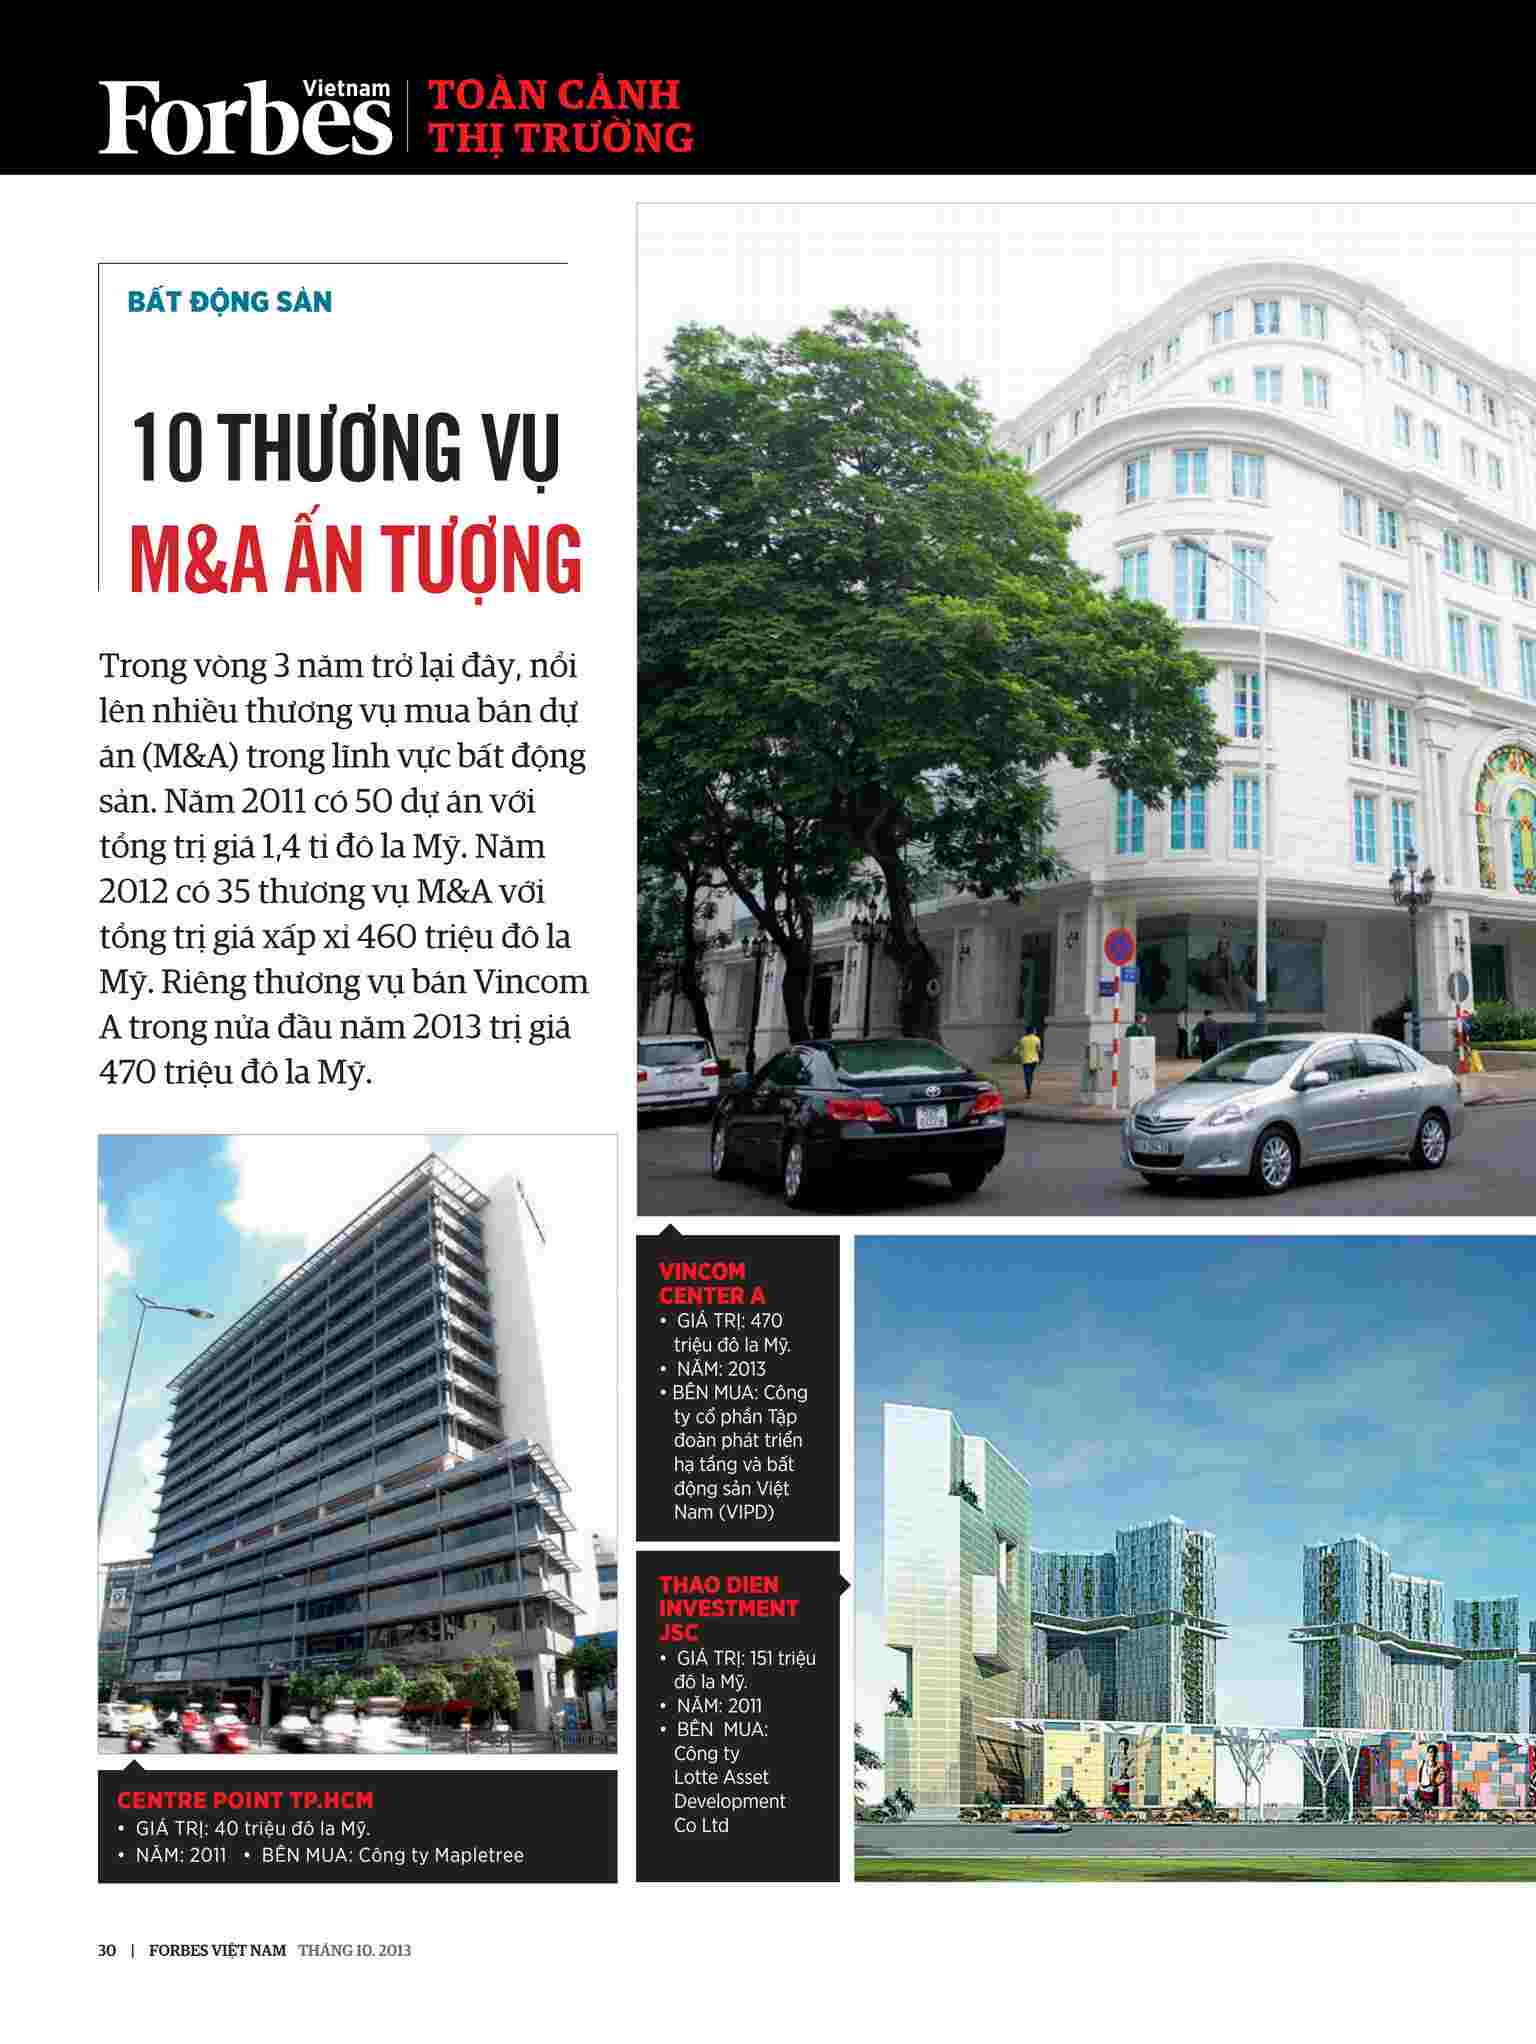 Forbes Vietnam
TOÀN CẢNH
THỊ TRƯỜNG
BẤT ĐỘNG SẢN
10 THƯƠNG VỤ
M&A ẤN TƯỢNG
Trong vòng 3 năm trở lại đây, nổi
lên nhiều thương vụ mua bán dự
án (M&A) trong lĩnh vực bất động
sản. Năm 2011 có 50 dự án với
tổng trị giá 1,4 tỉ đô la Mỹ. Năm
2012 có 35 thương vụ M&A với
tổng trị giá xấp xỉ 460 triệu đô la
Mỹ. Riêng thương vụ bán Vincom
A trong nửa đầu năm 2013 trị giá
470 triệu đô la Mỹ.
CENTRE POINT TP.HCM
• GIÁ TRỊ: 40 triệu đô la Mỹ.
• NĂM: 2011 • BÊN MUA: Công ty Mapletree
VINCOM
CENTER A
• GIÁ TRỊ: 470
triệu đô la Mỹ.
• NĂM: 2013
• BÊN MUA: Công
ty cổ phần Tập
đoàn phát triển
hạ tầng và bất
động sản Việt
Nam (VIPD)
THAO DIEN
INVESTMENT
JSC
• GIÁ TRỊ: 151 triệu
đô la Mỹ.
• NĂM: 2011
• BÊN MUA:
Công ty
Lotte Asset
Development
Co Ltd
30 | FORBES VIỆT NAM THÁNG 10. 2013